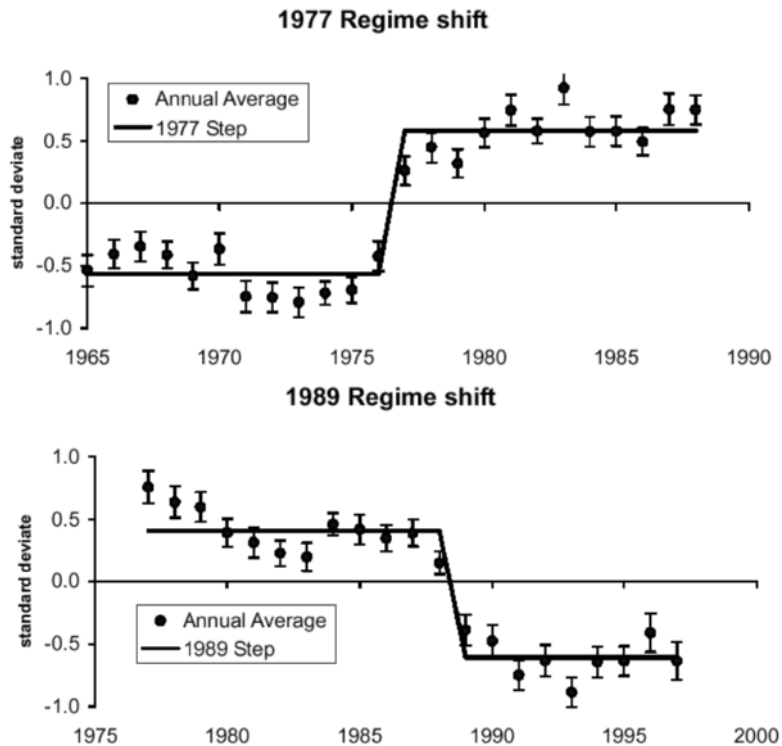 1977 Regime shift
1.0
Annual Average
1977 Step
0.5
0.0
standard deviate
-0.5
-1.0
1965 1970 1975 1980 1985 1990
1989 Regime shift
1.0
0.5
0.0
standard deviate
Annual Average
1989 Step
-0.5
-1.0
1975 1980 1985 1990 1995 2000